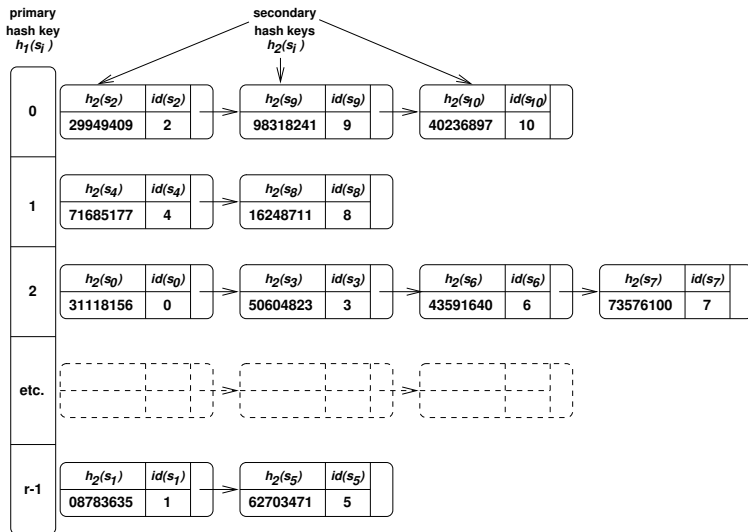 primary
hash key
h1(si)
secondary
hash keys
h2(si)
0
h2(s2) id(s2)
29949409 2
h2(s9) id(s9)
98318241 9
h2(s10) id(s10)
40236897 10
1
h2(s4) id(s4)
71685177 4
h2(s8) id(s8)
16248711 8
2
h2(s0) id(s0)
31118156 0
h2(s3) id(s3)
50604823 3
h2(s6) id(s6)
43591640 6
h2(s7) id(s7)
73576100 7
etc.
r-1
h2(s1) id(s1)
08783635 1
h2(s5) id(s5)
62703471 5